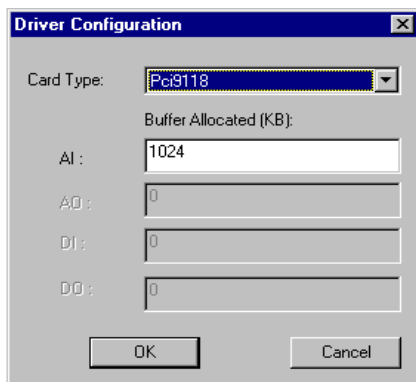 Driver Configuration
Card Type: Pci9118
Buffer Allocated (KB):
AI : 1024
AO : 0
DI : 0
DO : 0
OK Cancel